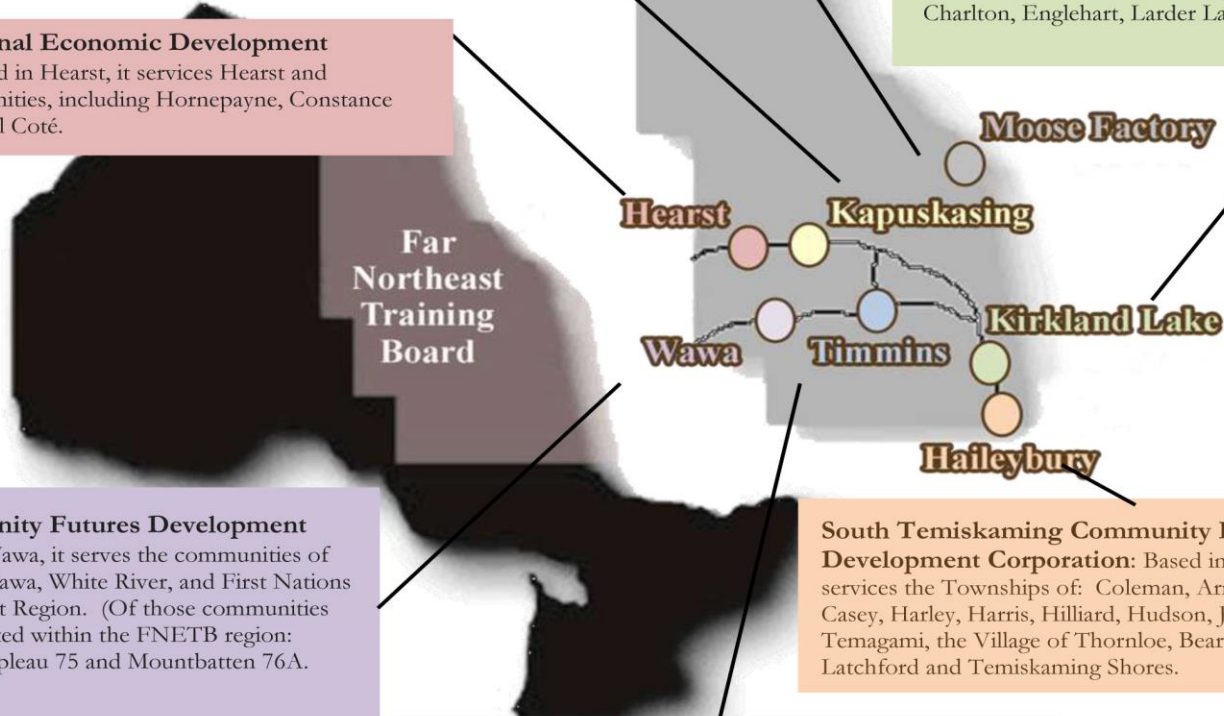 Charlton, Englehart, Larder
nal Economic Development
d in Hearst, it services Hearst and
nities, including Hornepayne, Constance
l Coté.
Moose Factory
Hearst
Kapuskasing
Far
Northeast
Training
Board
Kirkland Lake
Wawa
Timmins
Haileybury
nity Futures Development
Wawa, it serves the communities of
awa, White River, and First Nations
t Region. (Of those communities
ted within the FNETB region:
pleau 75 and Mountbatten 76A.
South Temiskaming Community
Development Corporation: Based in
services the Townships of: Coleman,
Casey, Harley, Harris, Hilliard, Hudson,
Temagami, the Village of Thornloe, Bear
Latchford and Temiskaming Shores.